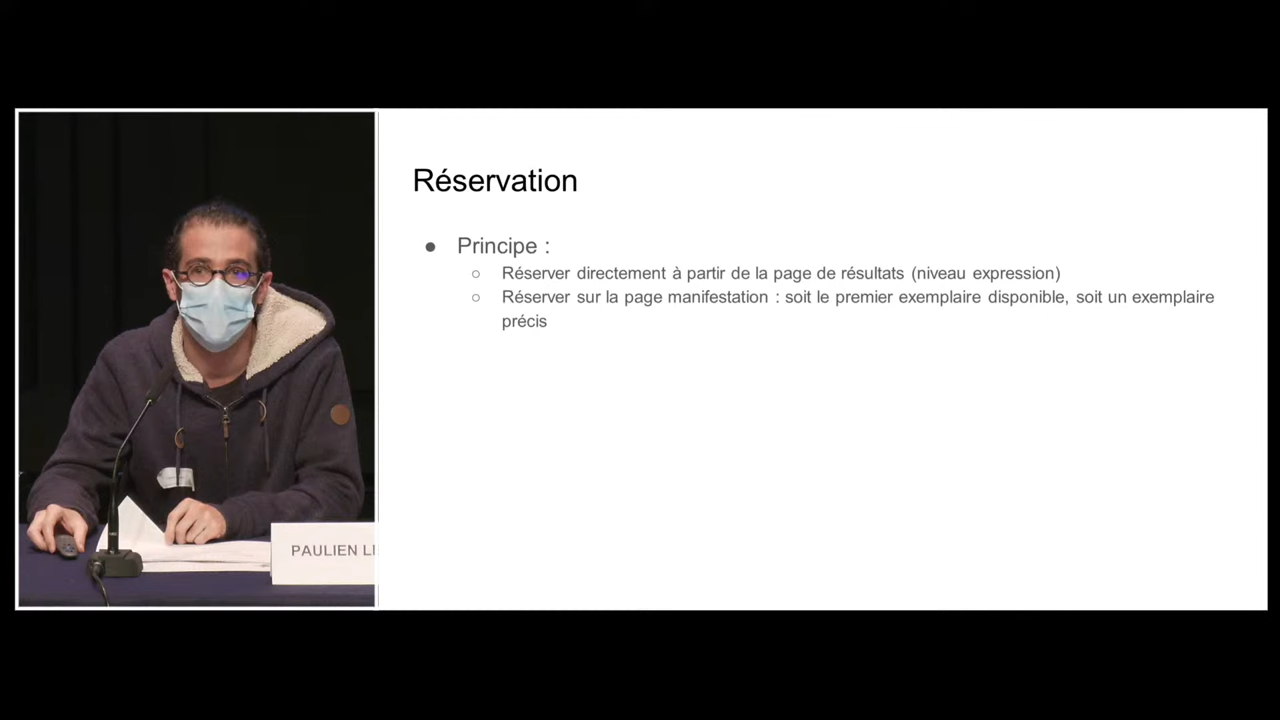 Réservation
● Principe :
○ Réserver directement à partir de la page de résultats (niveau expression)
○ Réserver sur la page manifestation : soit le premier exemplaire disponible, soit un exemplaire
précis
PAULIEN